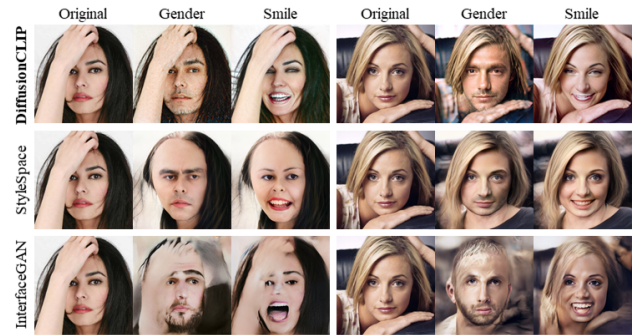 Original Gender Smile Original Gender Smile
DiffusionCLIP
StyleSpace
InterfaceGAN